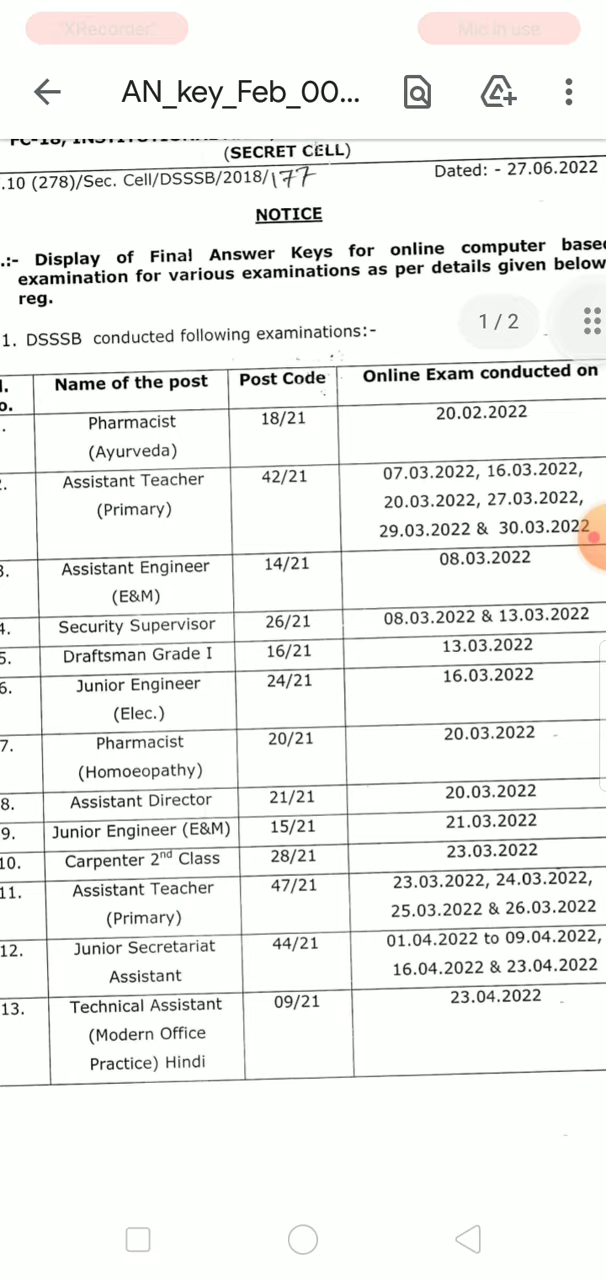 "XRecorder"
Mic in use
AN_key_Feb_00...
(SECRET CELL)
.10 (278)/Sec. Cell/DSSSB/2018/177
Dated: - 27.06.2022
NOTICE
.:- Display of Final Answer Keys for online computer base
examination for various examinations as per details given below
reg.
1 / 2
1. DSSSB conducted following examinations:-
Name of the post Post Code Online Exam conducted on
o.
. Pharmacist 18/21 20.02.2022
(Ayurveda)
Assistant Teacher 42/21 07.03.2022, 16.03.2022,
(Primary) 20.03.2022, 27.03.2022,
29.03.2022 & 30.03.2022
3. Assistant Engineer 14/21 08.03.2022
(E&M)
4. Security Supervisor 26/21 08.03.2022 & 13.03.2022
5. Draftsman Grade I 16/21 13.03.2022
6. Junior Engineer 24/21 16.03.2022
(Elec.)
7. Pharmacist 20/21 20.03.2022
(Homoeopathy)
8. Assistant Director 21/21 20.03.2022
9. Junior Engineer (E&M) 15/21 21.03.2022
10. Carpenter 2nd Class 28/21 23.03.2022
11. Assistant Teacher 47/21 23.03.2022, 24.03.2022,
(Primary) 25.03.2022 & 26.03.2022
12. Junior Secretariat 44/21 01.04.2022 to 09.04.2022,
Assistant 16.04.2022 & 23.04.2022
13. Technical Assistant 09/21 23.04.2022
(Modern Office
Practice) Hindi